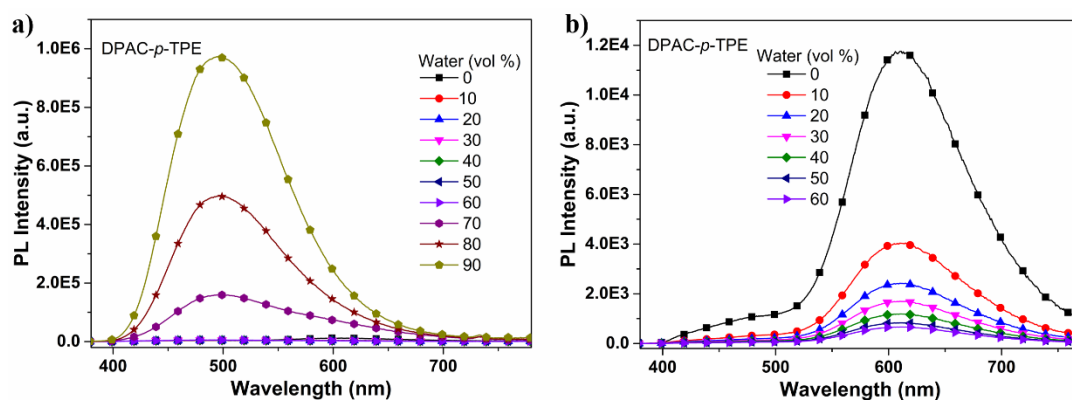 a)
DPAC-p-TPE
Water (vol %)
0
10
20
30
40
50
60
70
80
90
1.0E6
8.0E5
6.0E5
4.0E5
2.0E5
0.0
PL Intensity (a.u.)
400
500
600
700
Wavelength (nm)
b)
DPAC-p-TPE
Water (vol %)
0
10
20
30
40
50
60
1.2E4
1.0E4
8.0E3
6.0E3
4.0E3
2.0E3
0.0
PL Intensity (a.u.)
400
500
600
700
Wavelength (nm)